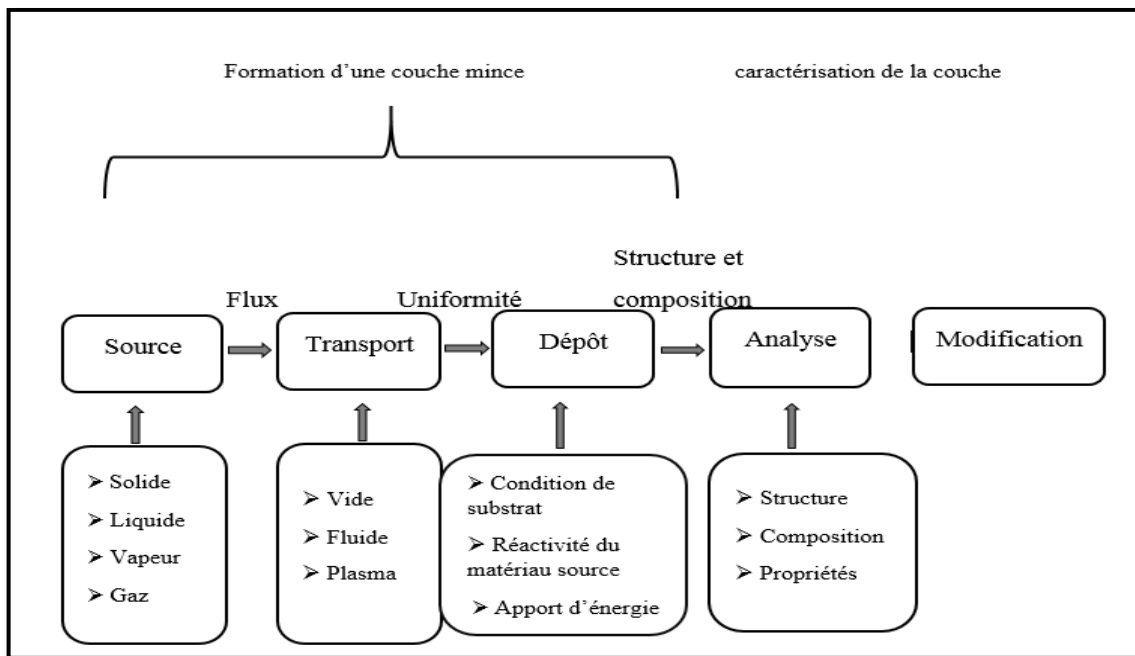 Formation d'une couche mince
caractérisation de la couche
Structure et
composition
Flux
Uniformité
Source
Transport
Dépôt
Analyse
Modification
➤ Solide
➤ Liquide
➤ Vapeur
➤ Gaz
➤ Vide
➤ Fluide
➤ Plasma
➤ Condition de
substrat
➤ Réactivité du
matériau source
➤ Apport d'énergie
➤ Structure
➤ Composition
➤ Propriétés